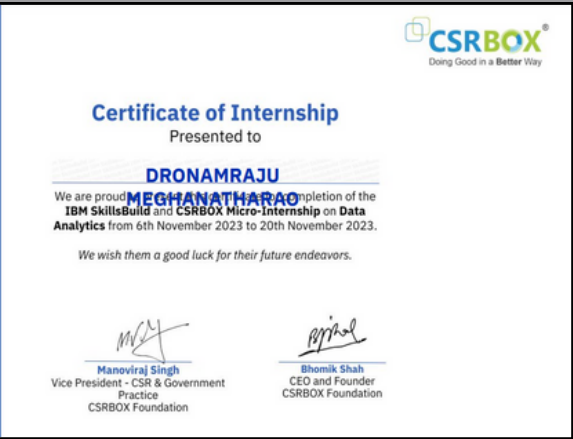 CSRBOX®
Doing Good in a Better Way
Certificate of Internship
Presented to
DRONAMRAJU
MEGHANATHARAO
We are proud completion of the
IBM SkillsBuild and CSRBOX Micro-Internship on Data
Analytics from 6th November 2023 to 20th November 2023.
We wish them a good luck for their future endeavors.
Manoviraj Singh
Vice President - CSR & Government
Practice
CSRBOX Foundation
Bhomik Shah
CEO and Founder
CSRBOX Foundation